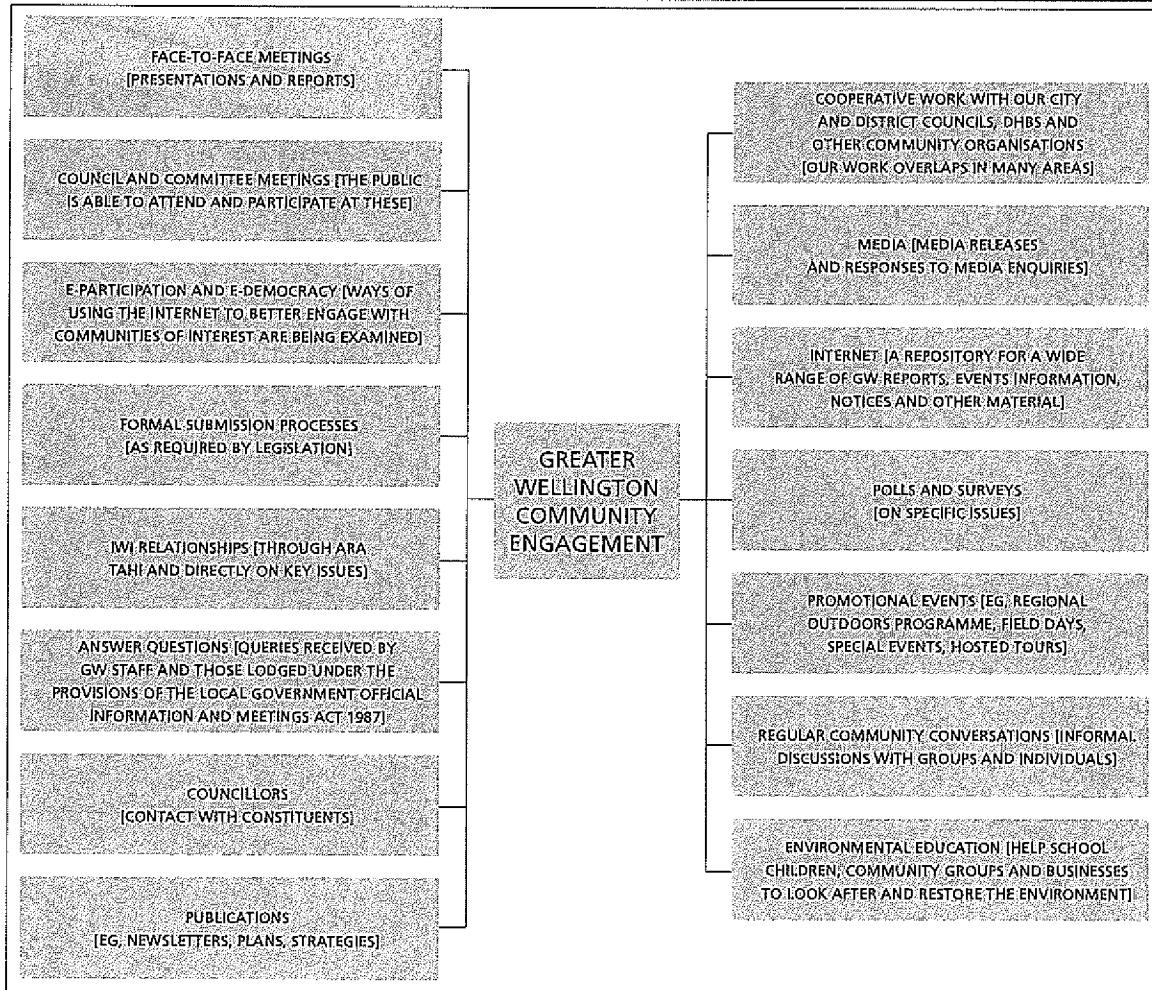 FACE-TO-FACE MEETINGS
[PRESENTATIONS AND REPORTS]
COUNCIL AND COMMITTEE MEETINGS [THE PUBLIC
IS ABLE TO ATTEND AND PARTICIPATE AT THESE]
E-PARTICIPATION AND E-DEMOCRACY [WAYS OF
USING THE INTERNET TO BETTER ENGAGE WITH
COMMUNITIES OF INTEREST ARE BEING EXAMINED]
FORMAL SUBMISSION PROCESSES
[AS REQUIRED BY LEGISLATION]
IWI RELATIONSHIPS [THROUGH ARA
TAHI AND DIRECTLY ON KEY ISSUES]
ANSWER QUESTIONS [QUERIES RECEIVED BY
GW STAFF AND THOSE LODGED UNDER THE
PROVISIONS OF THE LOCAL GOVERNMENT OFFICIAL
INFORMATION AND MEETINGS ACT 1987]
COUNCILLORS
[CONTACT WITH CONSTITUENTS]
PUBLICATIONS
[EG, NEWSLETTERS, PLANS, STRATEGIES]
GREATER
WELLINGTON
COMMUNITY
ENGAGEMENT
COOPERATIVE WORK WITH OUR CITY
AND DISTRICT COUNCILS, DHBS AND
OTHER COMMUNITY ORGANISATIONS
[OUR WORK OVERLAPS IN MANY AREAS]
MEDIA [MEDIA RELEASES
AND RESPONSES TO MEDIA ENQUIRIES]
INTERNET [A REPOSITORY FOR A WIDE
RANGE OF GW REPORTS, EVENTS INFORMATION,
NOTICES AND OTHER MATERIAL]
POLLS AND SURVEYS
[ON SPECIFIC ISSUES]
PROMOTIONAL EVENTS [EG, REGIONAL
OUTDOORS PROGRAMME, FIELD DAYS,
SPECIAL EVENTS, HOSTED TOURS]
REGULAR COMMUNITY CONVERSATIONS [INFORMAL
DISCUSSIONS WITH GROUPS AND INDIVIDUALS]
ENVIRONMENTAL EDUCATION [HELP SCHOOL
CHILDREN, COMMUNITY GROUPS AND BUSINESSES
TO LOOK AFTER AND RESTORE THE ENVIRONMENT]